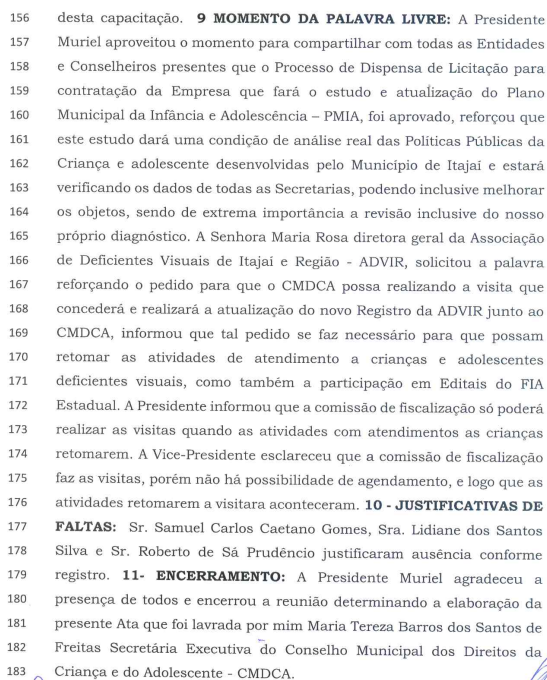 156 desta capacitação. 9 MOMENTO DA PALAVRA LIVRE: A Presidente
157 Muriel aproveitou o momento para compartilhar com todas as Entidades
158 e Conselheiros presentes que o Processo de Dispensa de Licitação para
159 contratação da Empresa que fará o estudo e atualização do Plano
160 Municipal da Infância e Adolescência – PMIA, foi aprovado, reforçou que
161 este estudo dará uma condição de análise real das Políticas Públicas da
162 Criança e adolescente desenvolvidas pelo Município de Itajaí e estará
163 verificando os dados de todas as Secretarias, podendo inclusive melhorar
164 os objetos, sendo de extrema importância a revisão inclusive do nosso
165 próprio diagnóstico. A Senhora Maria Rosa diretora geral da Associação
166 de Deficientes Visuais de Itajaí e Região - ADVIR, solicitou a palavra
167 reforçando o pedido para que o CMDCA possa realizando a visita que
168 concederá e realizará a atualização do novo Registro da ADVIR junto ao
169 CMDCA, informou que tal pedido se faz necessário para que possam
170 retomar as atividades de atendimento a crianças e adolescentes
171 deficientes visuais, como também a participação em Editais do FIA
172 Estadual. A Presidente informou que a comissão de fiscalização só poderá
173 realizar as visitas quando as atividades com atendimentos as crianças
174 retomarem. A Vice-Presidente esclareceu que a comissão de fiscalização
175 faz as visitas, porém não há possibilidade de agendamento, e logo que as
176 atividades retomarem a visitara aconteceram. 10 - JUSTIFICATIVAS DE
177 FALTAS: Sr. Samuel Carlos Caetano Gomes, Sra. Lidiane dos Santos
178 Silva e Sr. Roberto de Sá Prudêncio justificaram ausência conforme
179 registro. 11- ENCERRAMENTO: A Presidente Muriel agradeceu a
180 presença de todos e encerrou a reunião determinando a elaboração da
181 presente Ata que foi lavrada por mim Maria Tereza Barros dos Santos de
182 Freitas Secretária Executiva do Conselho Municipal dos Direitos da
183 Criança e do Adolescente - CMDCA.